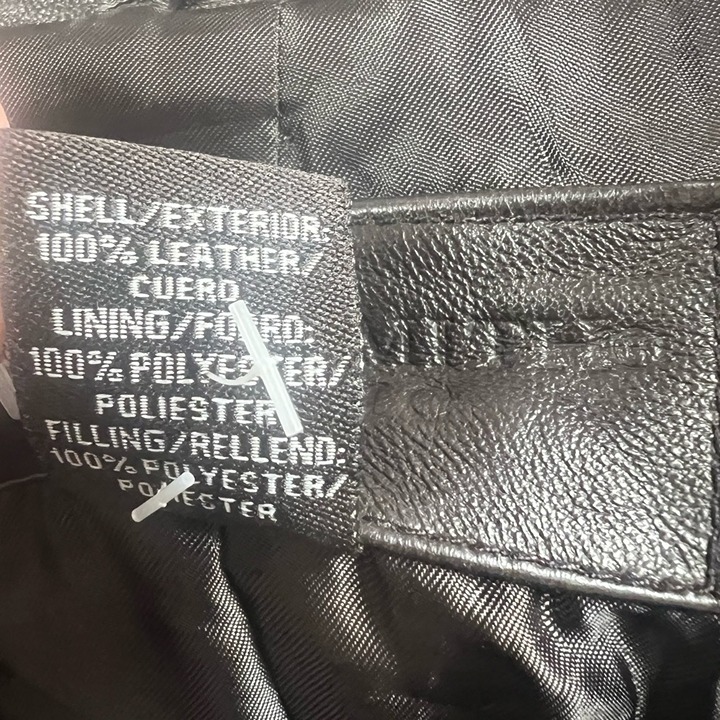 SHELL/EXTERIOR
100% LEATHER/
CUERO
LINING/FORRO:
100% POLYESTER/
POLIESTER
FILLING/RELLENO:
100% POLYESTER/
POLIESTER